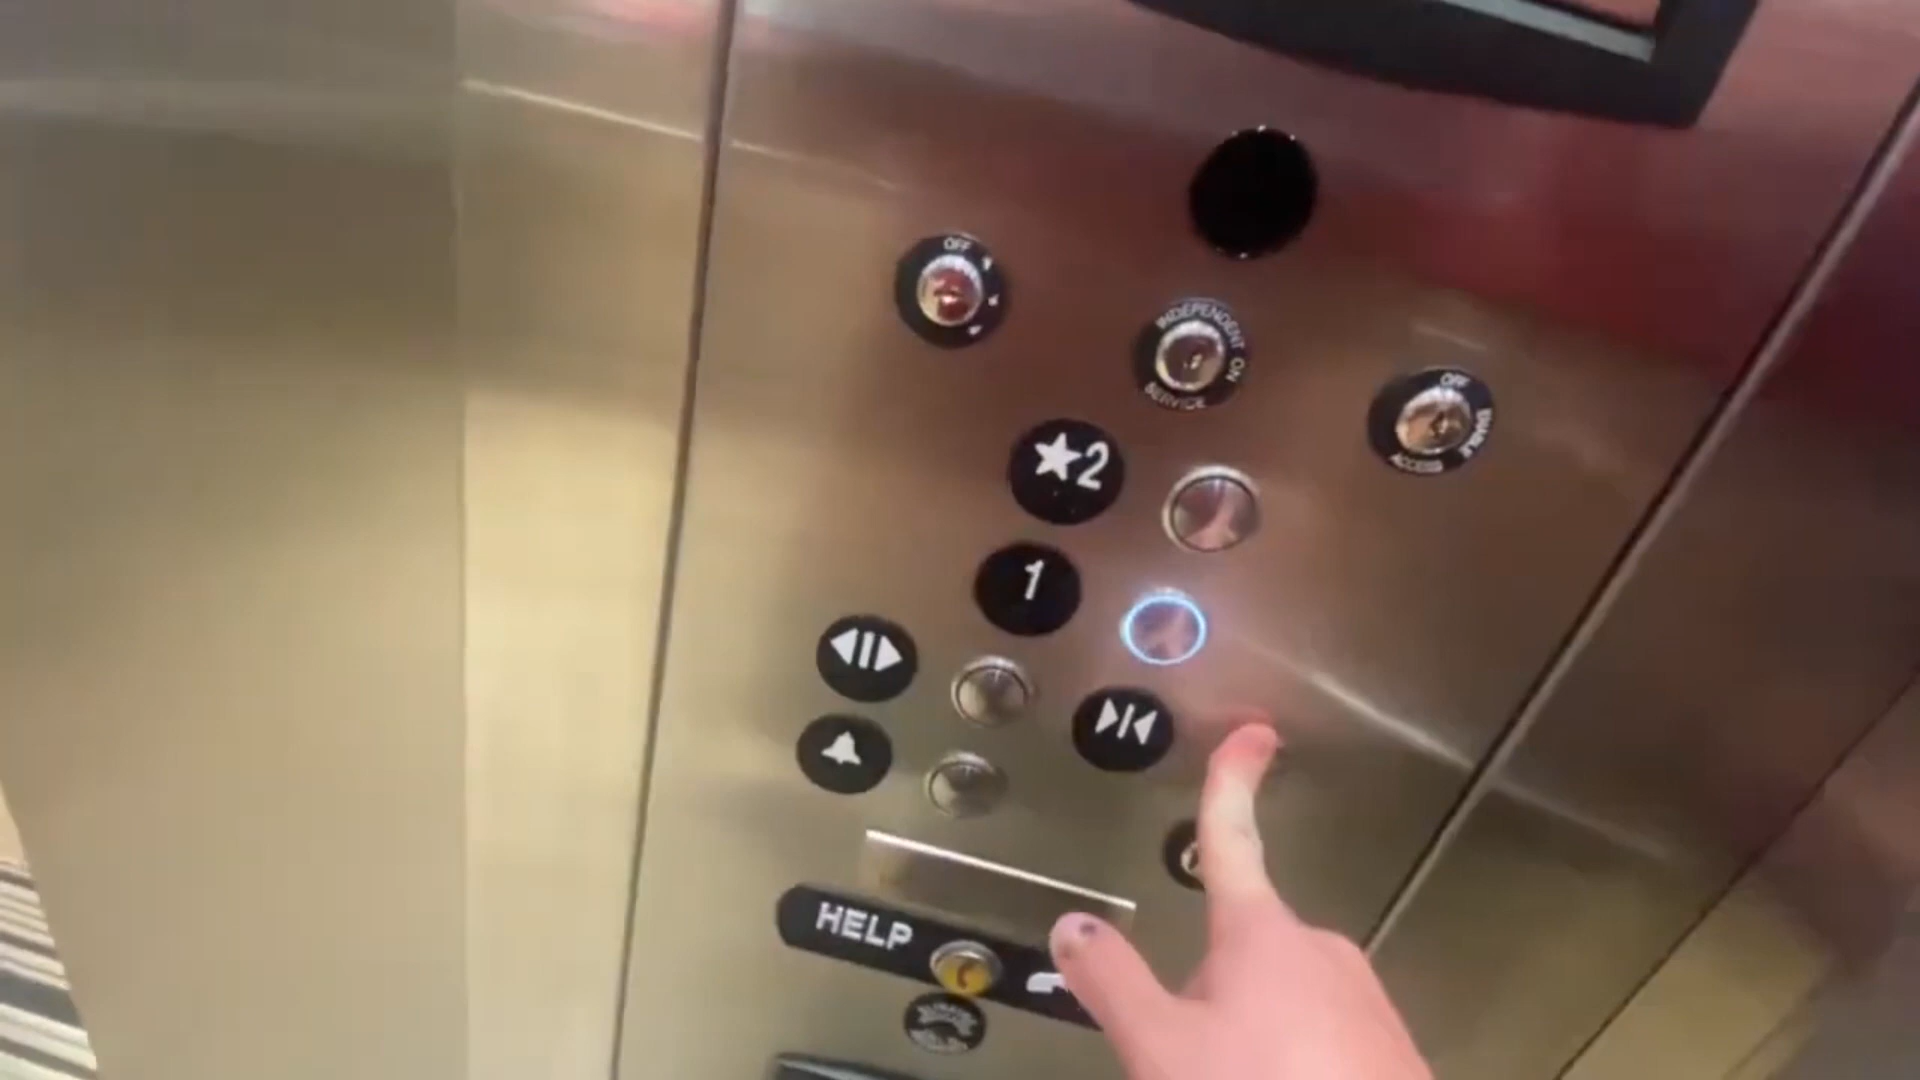 OFF
INDEPENDENT ON
SERVICE
OFF
ENABLE
ACCESS
★2
1
HELP